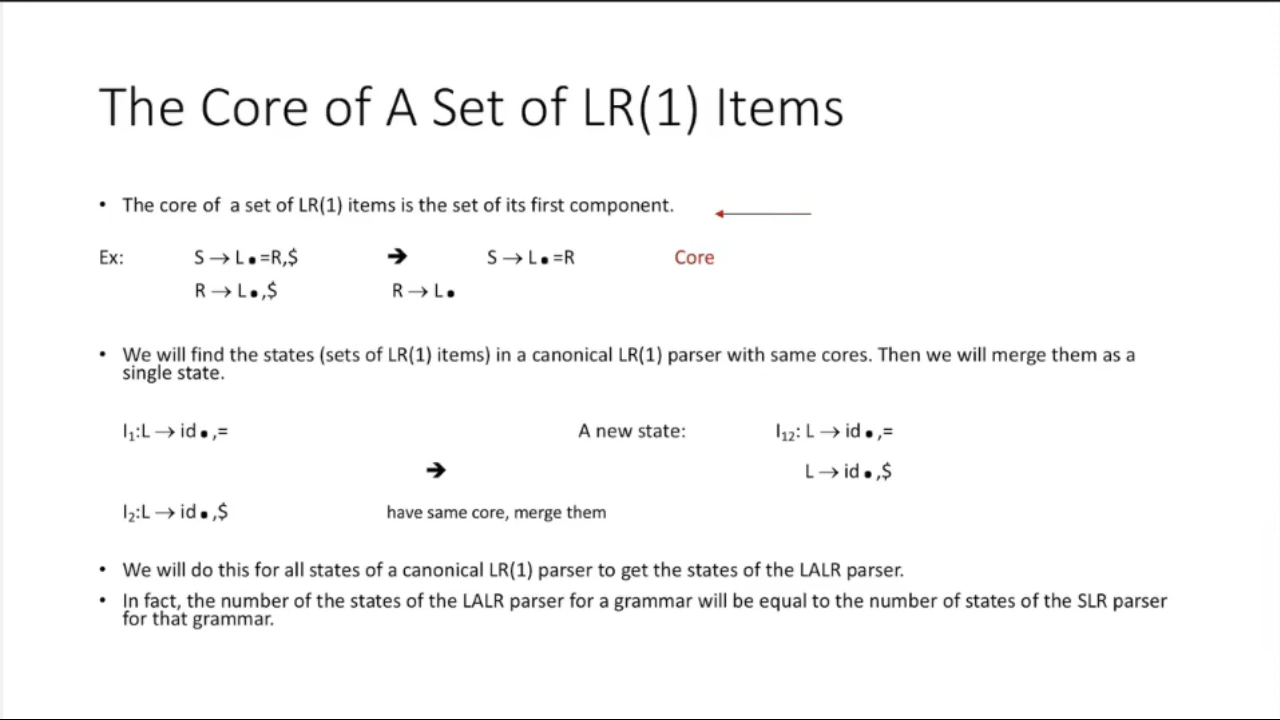 The Core of A Set of LR(1) Items
• The core of a set of LR(1) items is the set of its first component.
Ex: S → L•=R,$ ➔ S → L•=R Core
R → L•,$ R → L•
• We will find the states (sets of LR(1) items) in a canonical LR(1) parser with same cores. Then we will merge them as a
single state.
I₁:L → id•,= A new state: I₁₂: L → id•,=
➔ L → id•,$
I₂:L → id•,$ have same core, merge them
• We will do this for all states of a canonical LR(1) parser to get the states of the LALR parser.
• In fact, the number of the states of the LALR parser for a grammar will be equal to the number of states of the SLR parser
for that grammar.